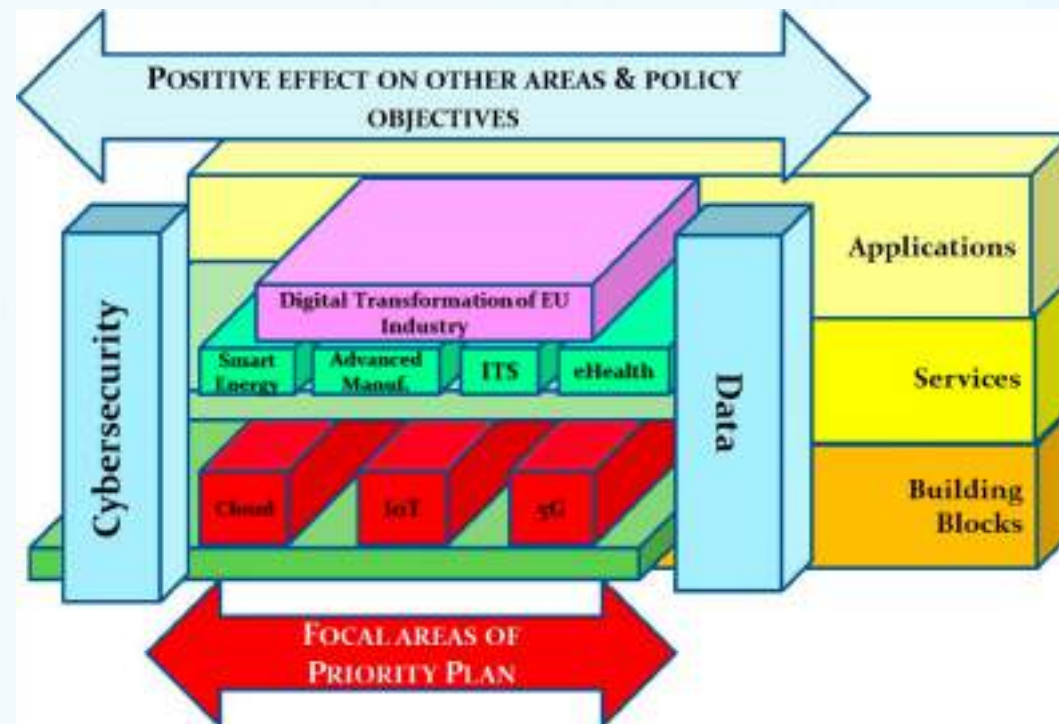 POSITIVE EFFECT ON OTHER AREAS & POLICY
OBJECTIVES
Cybersecurity
Digital Transformation of EU
Industry
Smart
Energy
Advanced
Manuf.
ITS
eHealth
Cloud
IoT
5G
Data
Applications
Services
Building
Blocks
FOCAL AREAS OF
PRIORITY PLAN